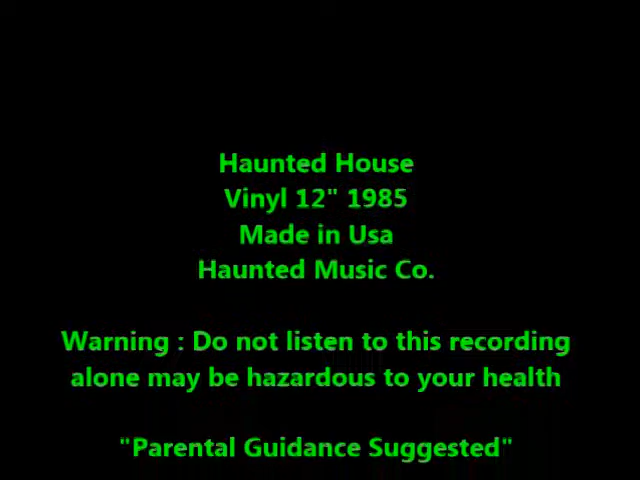 Haunted House
Vinyl 12" 1985
Made in Usa
Haunted Music Co.
Warning : Do not listen to this recording
alone may be hazardous to your health
"Parental Guidance Suggested"